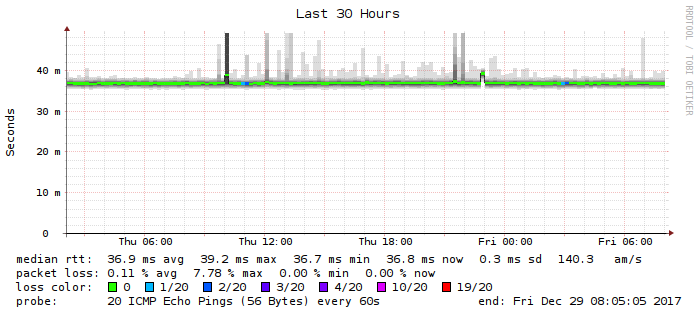 Last 30 Hours
RRDTOOL / TOBI OETIKER
Seconds
40 m
30 m
20 m
10 m
0
Thu 06:00 Thu 12:00 Thu 18:00 Fri 00:00 Fri 06:00
median rtt: 36.9 ms avg 39.2 ms max 36.7 ms min 36.8 ms now 0.3 ms sd 140.3 am/s
packet loss: 0.11 % avg 7.78 % max 0.00 % min 0.00 % now
loss color: 0 1/20 2/20 3/20 4/20 10/20 19/20
probe: 20 ICMP Echo Pings (56 Bytes) every 60s end: Fri Dec 29 08:05:05 2017